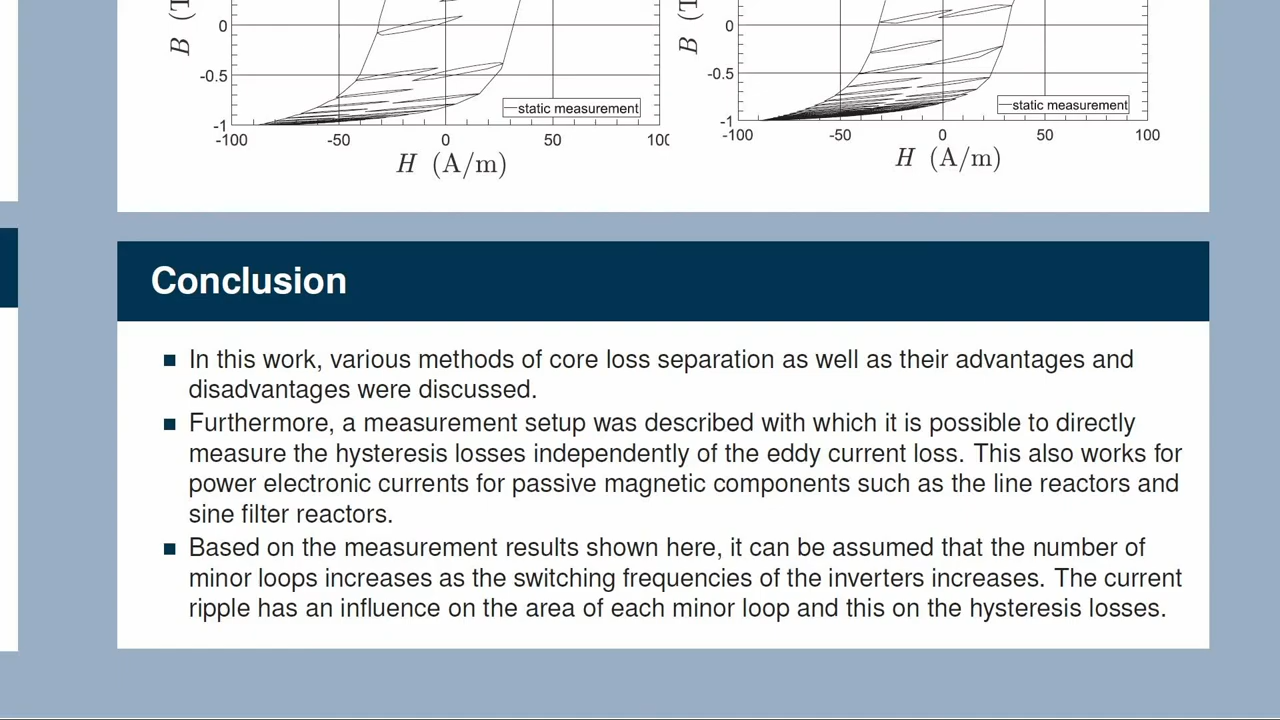 B (T
0
-0.5
-1
-100
-50
0
50
10
static measurement
H (A/m)
B (T
0
-0.5
-1
-100
-50
0
50
100
static measurement
H (A/m)
Conclusion
In this work, various methods of core loss separation as well as their advantages and
disadvantages were discussed.
Furthermore, a measurement setup was described with which it is possible to directly
measure the hysteresis losses independently of the eddy current loss. This also works for
power electronic currents for passive magnetic components such as the line reactors and
sine filter reactors.
Based on the measurement results shown here, it can be assumed that the number of
minor loops increases as the switching frequencies of the inverters increases. The current
ripple has an influence on the area of each minor loop and this on the hysteresis losses.